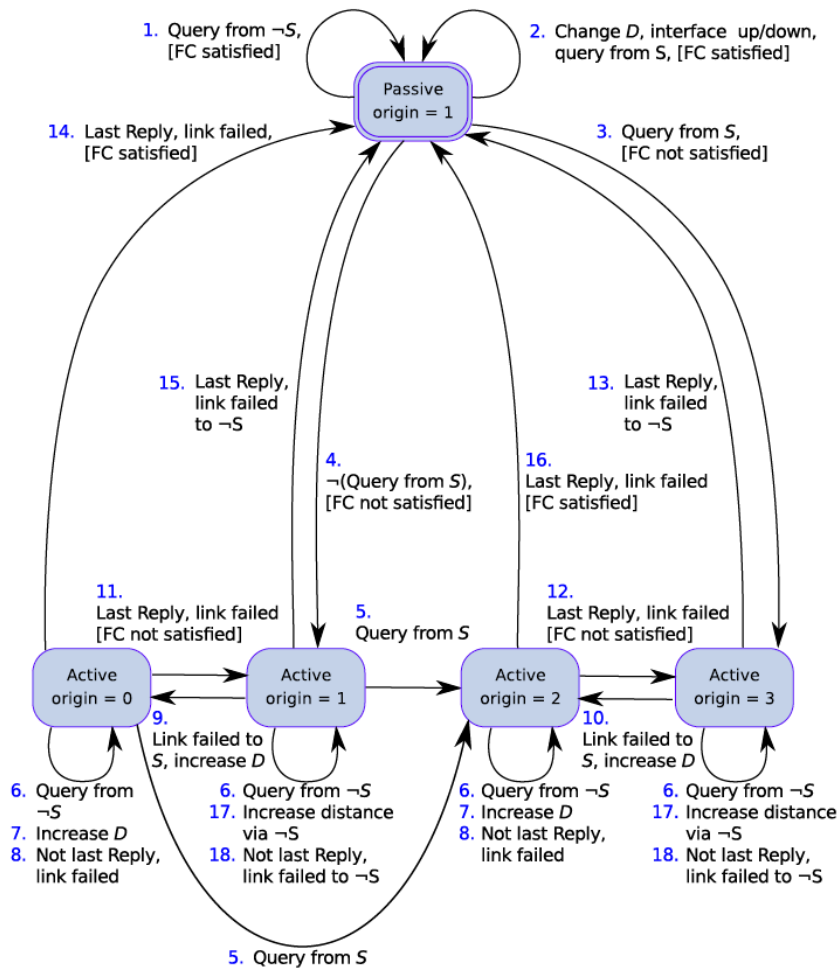 1. Query from ¬S,
[FC satisfied]
2. Change D, interface up/down,
query from S, [FC satisfied]
Passive
origin = 1
14. Last Reply, link failed,
[FC satisfied]
3. Query from S,
[FC not satisfied]
15. Last Reply,
link failed
to ¬S
13. Last Reply,
link failed
to ¬S
4.
¬(Query from S),
[FC not satisfied]
16.
Last Reply, link failed
[FC satisfied]
11.
Last Reply, link failed
[FC not satisfied]
5.
Query from S
12.
Last Reply, link failed
[FC not satisfied]
Active
origin = 0
Active
origin = 1
Active
origin = 2
Active
origin = 3
9.
Link failed to
S, increase D
10.
Link failed to
S, increase D
6. Query from
¬S
7. Increase D
8. Not last Reply,
link failed
6. Query from ¬S
17. Increase distance
via ¬S
18. Not last Reply,
link failed to ¬S
6. Query from ¬S
7. Increase D
8. Not last Reply,
link failed
6. Query from ¬S
17. Increase distance
via ¬S
18. Not last Reply,
link failed to ¬S
5. Query from S